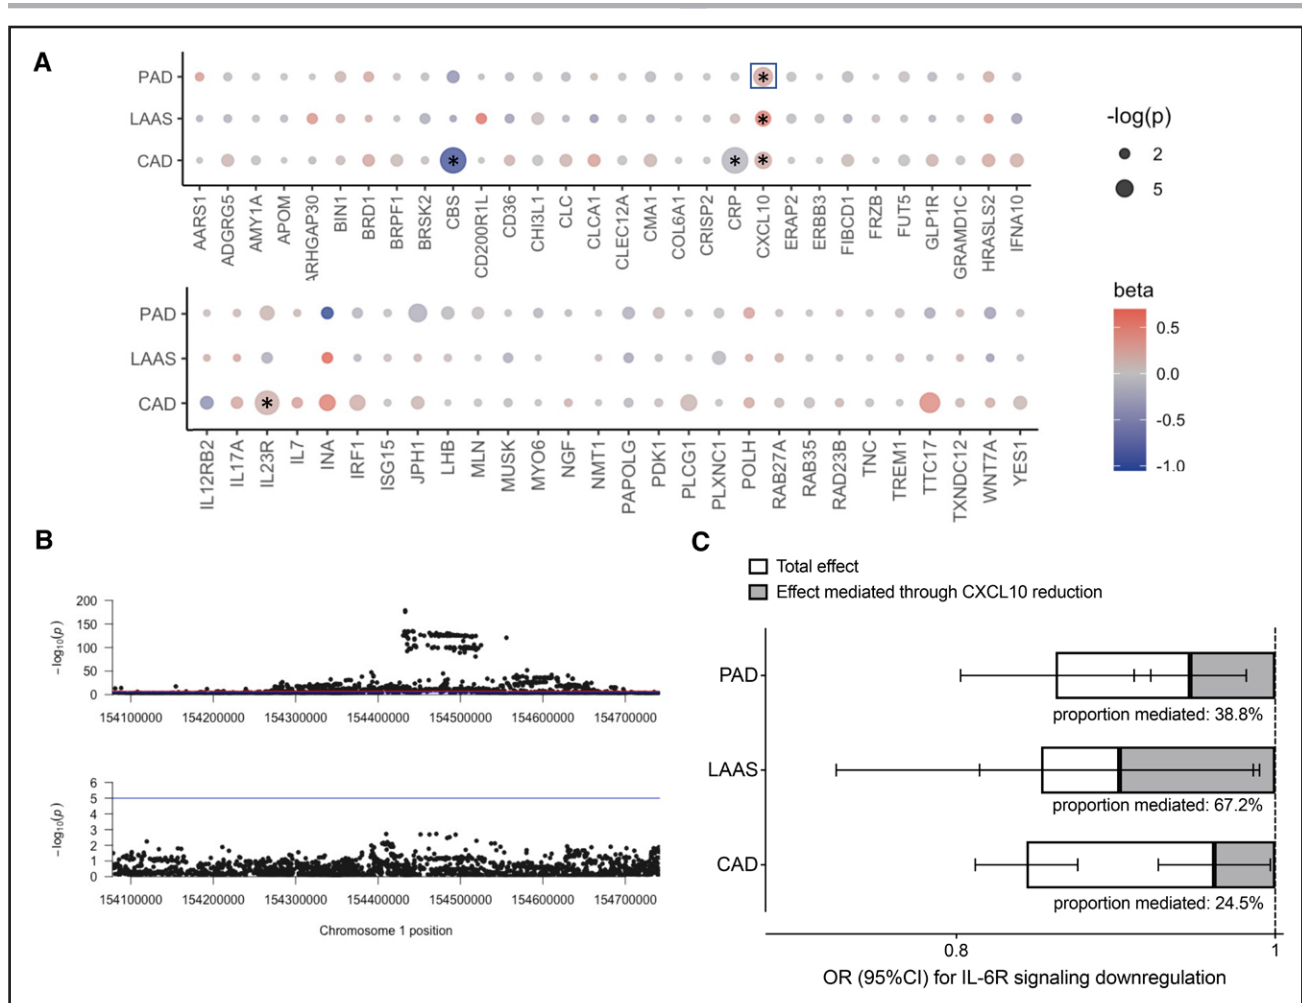 A
PAD
LAAS
CAD
AARS1 ADGRG5 AMY1A APOM ARHGAP30 BIN1 BRD1 BRPF1 BRSK2 CBS CD200R1L CD36 CHI3L1 CLC CLCA1 CLEC12A CMA1 COL6A1 CRISP2 CRP CXCL10 ERAP2 ERBB3 FIBCD1 FRZB FUT5 GLP1R GRAMD1C HRASLS2 IFNA10
* 
*
* * *
-log(p)
2
5
PAD
LAAS
CAD
*
IL12RB2 IL17A IL23R IL7 INA IRF1 ISG15 JPH1 LHB MLN MUSK MYO6 NGF NMT1 PAPOLG PDK1 PLCG1 PLXNC1 POLH RAB27A RAB35 RAD23B TNC TREM1 TTC17 TXNDC12 WNT7A YES1
beta
0.5
0.0
-0.5
-1.0
B
200
150
100
50
0
−log10(p)
154100000 154200000 154300000 154400000 154500000 154600000 154700000
6
5
4
3
2
1
0
−log10(p)
154100000 154200000 154300000 154400000 154500000 154600000 154700000
Chromosome 1 position
C
Total effect
Effect mediated through CXCL10 reduction
PAD
proportion mediated: 38.8%
LAAS
proportion mediated: 67.2%
CAD
proportion mediated: 24.5%
0.8 1
OR (95%CI) for IL-6R signaling downregulation